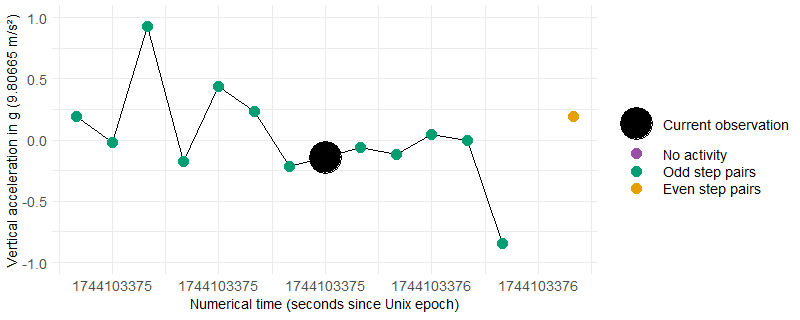 Vertical acceleration in g (9.80665 m/s²)
1.0
0.5
0.0
-0.5
-1.0
1744103375 1744103375 1744103375 1744103376 1744103376
Numerical time (seconds since Unix epoch)
Current observation
No activity
Odd step pairs
Even step pairs